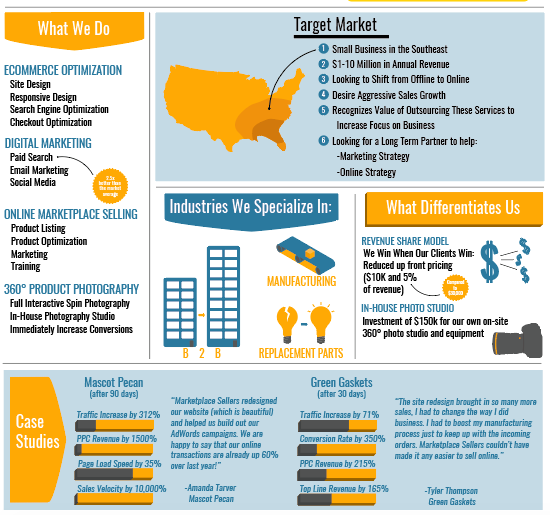 What We Do
ECOMMERCE OPTIMIZATION
Site Design
Responsive Design
Search Engine Optimization
Checkout Optimization
DIGITAL MARKETING
Paid Search
Email Marketing
Social Media
better than
the market
average
ONLINE MARKETPLACE SELLING
Product Listing
Product Optimization
Marketing
Training
360° PRODUCT PHOTOGRAPHY
Full Interactive Spin Photography
In-House Photography Studio
Immediately Increase Conversions
Target Market
1 Small Business in the Southeast
2 $1-10 Million in Annual Revenue
3 Looking to Shift from Offline to Online
4 Desire Aggressive Sales Growth
5 Recognizes Value of Outsourcing These Services to
Increase Focus on Business
6 Looking for a Long Term Partner to help:
-Marketing Strategy
-Online Strategy
Industries We Specialize In:
B 2 B
MANUFACTURING
REPLACEMENT PARTS
What Differentiates Us
REVENUE SHARE MODEL
We Win When Our Clients Win:
Reduced up front pricing
($10K and 5%
of revenue)
Compared
to
IN-HOUSE PHOTO STUDIO
Investment of $150k for our own on-site
360° photo studio and equipment
Case
Studies
Mascot Pecan
(after 90 days)
Traffic Increase by 312%
PPC Revenue by 1500%
Page Load Speed by 35%
Sales Velocity by 10,000%
"Marketplace Sellers redesigned
our website (which is beautiful)
and helped us build out our
AdWords campaigns. We are
happy to say that our online
transactions are already up 60%
over last year!"
-Amanda Tarver
Mascot Pecan
Green Gaskets
(after 30 days)
Traffic Increase by 71%
Conversion Rate by 350%
PPC Revenue by 215%
Top Line Revenue by 165%
"The site redesign brought in so many more
sales, I had to change the way I did
business. I had to boost my manufacturing
process just to keep up with the incoming
orders. Marketplace Sellers couldn't have
made it any easier to sell online."
-Tyler Thompson
Green Gaskets